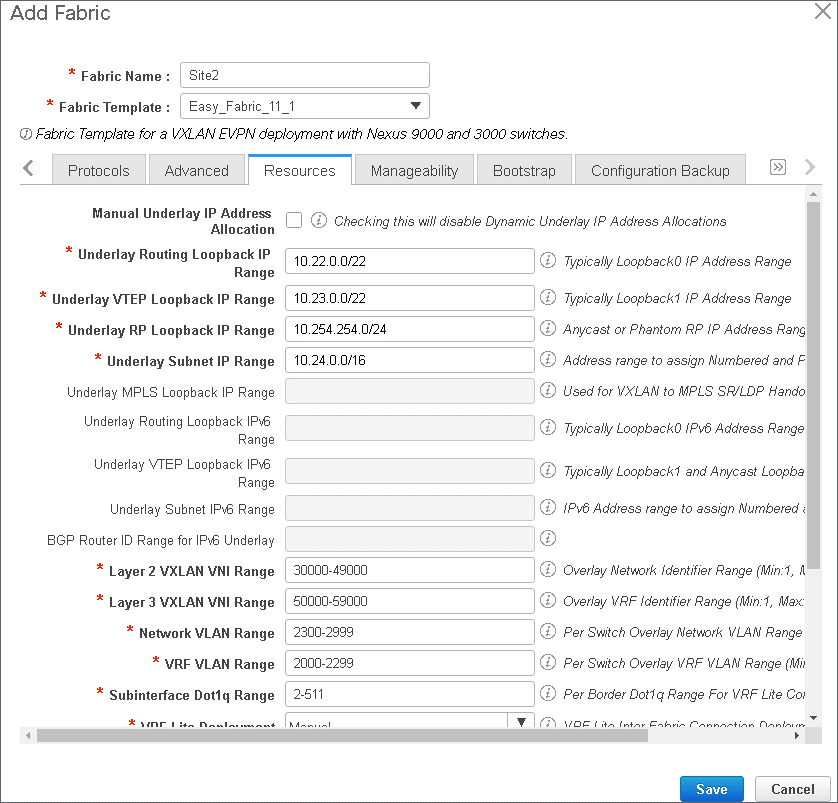 Add Fabric
* Fabric Name : Site2
* Fabric Template : Easy_Fabric_11_1
Fabric Template for a VXLAN EVPN deployment with Nexus 9000 and 3000 switches.
Protocols Advanced Resources Manageability Bootstrap Configuration Backup
Manual Underlay IP Address
Allocation
Checking this will disable Dynamic Underlay IP Address Allocations
* Underlay Routing Loopback IP
Range
10.22.0.0/22 Typically Loopback0 IP Address Range
* Underlay VTEP Loopback IP Range 10.23.0.0/22 Typically Loopback1 IP Address Range
* Underlay RP Loopback IP Range 10.254.254.0/24 Anycast or Phantom RP IP Address Rang
* Underlay Subnet IP Range 10.24.0.0/16 Address range to assign Numbered and P
Underlay MPLS Loopback IP Range Used for VXLAN to MPLS SR/LDP Hando
Underlay Routing Loopback IPv6
Range
Typically Loopback0 IPv6 Address Range
Underlay VTEP Loopback IPv6
Range
Typically Loopback1 and Anycast Loopba
Underlay Subnet IPv6 Range IPv6 Address range to assign Numbered a
BGP Router ID Range for IPv6 Underlay
* Layer 2 VXLAN VNI Range 30000-49000 Overlay Network Identifier Range (Min:1, M
* Layer 3 VXLAN VNI Range 50000-59000 Overlay VRF Identifier Range (Min:1, Max:
* Network VLAN Range 2300-2999 Per Switch Overlay Network VLAN Range
* VRF VLAN Range 2000-2299 Per Switch Overlay VRF VLAN Range (Mi
* Subinterface Dot1q Range 2-511 Per Border Dot1q Range For VRF Lite Co
* VRF Lite Deployment Manual VRF Lite Inter-Fabric Connection Deploym
Save Cancel